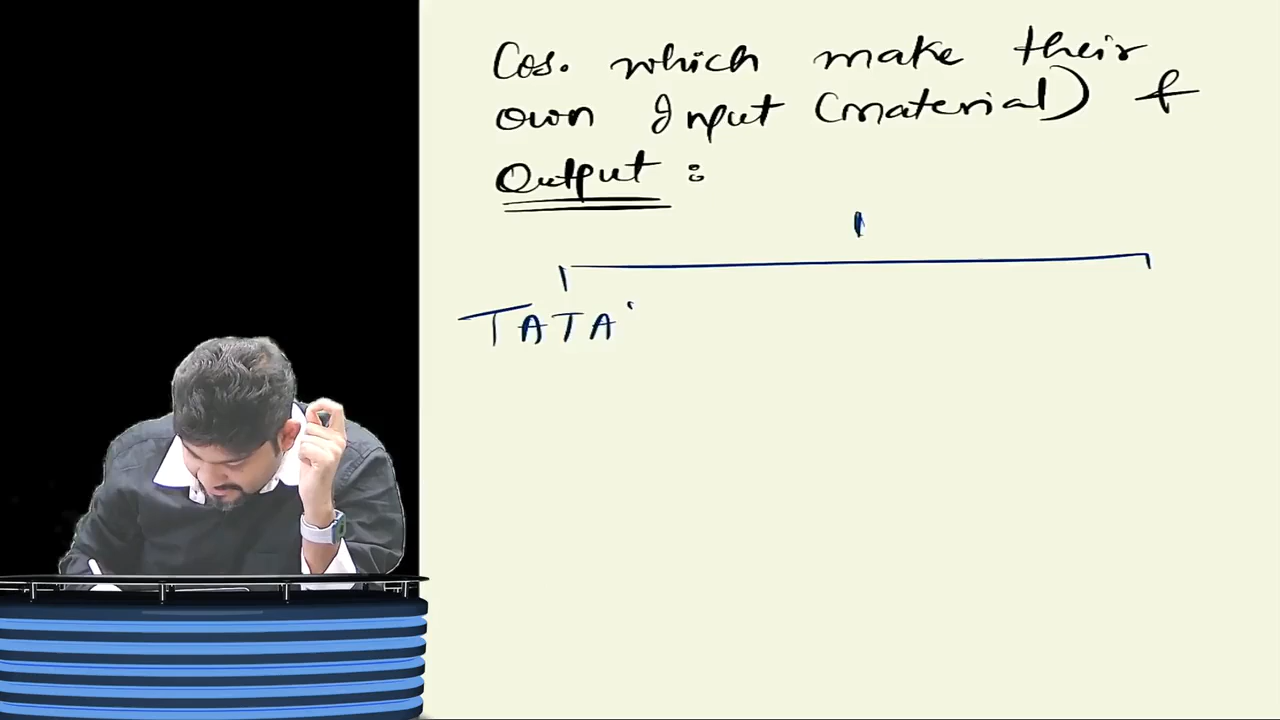 Cos. which make their
own Input (material) &
Output :
TATA'